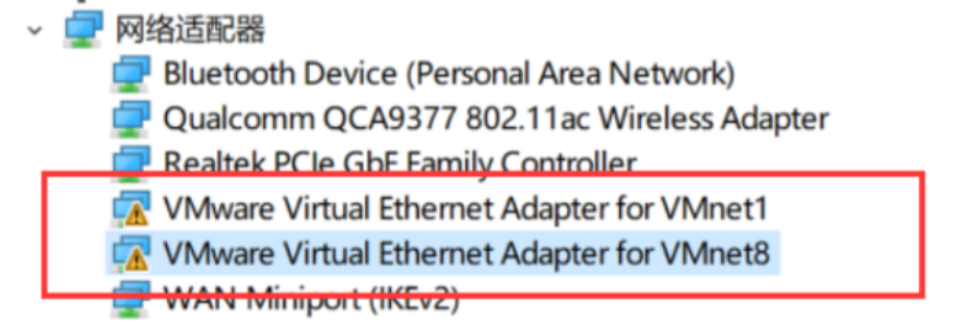 网络适配器
Bluetooth Device (Personal Area Network)
Qualcomm QCA9377 802.11ac Wireless Adapter
Realtek PCIe GbE Family Controller
VMware Virtual Ethernet Adapter for VMnet1
VMware Virtual Ethernet Adapter for VMnet8
WAN Miniport (IKEv2)